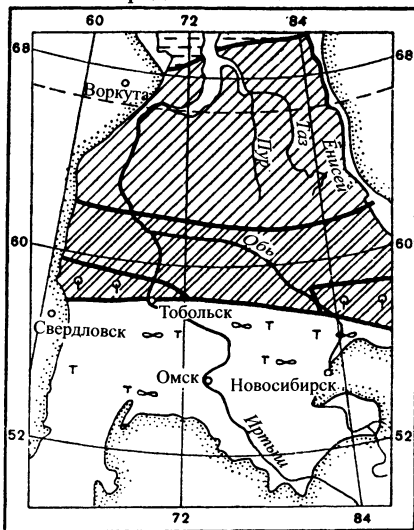 60 72 84
68 68
Воркута
Пур
Таз
Енисей
60 60
Обь
Тобольск
Свердловск
Омск
Новосибирск
Иртыш
52 52
72 84